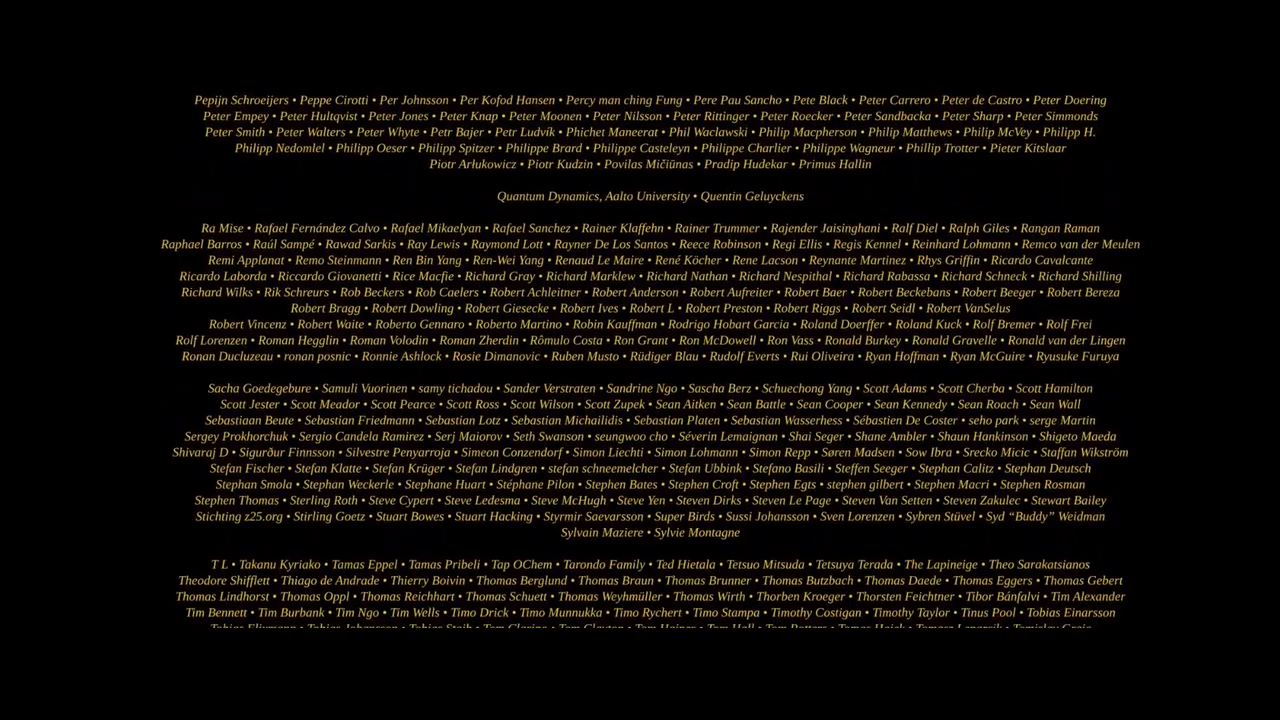 Pepijn Schroeijers • Peppe Cirotti • Per Johnsson • Per Kofod Hansen • Percy man ching Fung • Pere Pau Sancho • Pete Black • Peter Carrero • Peter de Castro • Peter Doering
Peter Empey • Peter Hultqvist • Peter Jones • Peter Knap • Peter Moonen • Peter Nilsson • Peter Rittinger • Peter Roecker • Peter Sandbacka • Peter Sharp • Peter Simmonds
Peter Smith • Peter Walters • Peter Whyte • Petr Bajer • Petr Ludvík • Phichet Maneerat • Phil Waclawski • Philip Macpherson • Philip Matthews • Philip McVey • Philipp H.
Philipp Nedomlel • Philipp Oeser • Philipp Spitzer • Philippe Brard • Philippe Casteleyn • Philippe Charlier • Philippe Wagneur • Phillip Trotter • Pieter Kitslaar
Piotr Arłukowicz • Piotr Kudzin • Povilas Mičiūnas • Pradip Hudekar • Primus Hallin
Quantum Dynamics, Aalto University • Quentin Geluyckens
Ra Mise • Rafael Fernández Calvo • Rafael Mikaelyan • Rafael Sanchez • Rainer Klaffehn • Rainer Trummer • Rajender Jaisinghani • Ralf Diel • Ralph Giles • Rangan Raman
Raphael Barros • Raúl Sampé • Rawad Sarkis • Ray Lewis • Raymond Lott • Rayner De Los Santos • Reece Robinson • Regi Ellis • Regis Kennel • Reinhard Lohmann • Remco van der Meulen
Remi Applanat • Remo Steinmann • Ren Bin Yang • Ren-Wei Yang • Renaud Le Maire • René Köcher • Rene Lacson • Reynante Martinez • Rhys Griffin • Ricardo Cavalcante
Ricardo Laborda • Riccardo Giovanetti • Rice Macfie • Richard Gray • Richard Marklew • Richard Nathan • Richard Nespithal • Richard Rabassa • Richard Schneck • Richard Shilling
Richard Wilks • Rik Schreurs • Rob Beckers • Rob Caelers • Robert Achleitner • Robert Anderson • Robert Aufreiter • Robert Baer • Robert Beckebans • Robert Beeger • Robert Bereza
Robert Bragg • Robert Dowling • Robert Giesecke • Robert Ives • Robert L • Robert Preston • Robert Riggs • Robert Seidl • Robert VanSelus
Robert Vincenz • Robert Waite • Roberto Gennaro • Roberto Martino • Robin Kauffman • Rodrigo Hobart Garcia • Roland Doerffer • Roland Kuck • Rolf Bremer • Rolf Frei
Rolf Lorenzen • Roman Hegglin • Roman Volodin • Roman Zherdin • Rômulo Costa • Ron Grant • Ron McDowell • Ron Vass • Ronald Burkey • Ronald Gravelle • Ronald van der Lingen
Ronan Ducluzeau • ronan posnic • Ronnie Ashlock • Rosie Dimanovic • Ruben Musto • Rüdiger Blau • Rudolf Everts • Rui Oliveira • Ryan Hoffman • Ryan McGuire • Ryusuke Furuya
Sacha Goedegebure • Samuli Vuorinen • samy tichadou • Sander Verstraten • Sandrine Ngo • Sascha Berz • Schuechong Yang • Scott Adams • Scott Cherba • Scott Hamilton
Scott Jester • Scott Meador • Scott Pearce • Scott Ross • Scott Wilson • Scott Zupek • Sean Aitken • Sean Battle • Sean Cooper • Sean Kennedy • Sean Roach • Sean Wall
Sebastiaan Beute • Sebastian Friedmann • Sebastian Lotz • Sebastian Michailidis • Sebastian Platen • Sebastian Wasserhess • Sébastien De Coster • seho park • serge Martin
Sergey Prokhorchuk • Sergio Candela Ramirez • Serj Maiorov • Seth Swanson • seungwoo cho • Séverin Lemaignan • Shai Seger • Shane Ambler • Shaun Hankinson • Shigeto Maeda
Shivaraj D • Sigurður Finnsson • Silvestre Penyarroja • Simeon Conzendorf • Simon Liechti • Simon Lohmann • Simon Repp • Søren Madsen • Sow Ibra • Srecko Micic • Staffan Wikström
Stefan Fischer • Stefan Klatte • Stefan Krüger • Stefan Lindgren • stefan schneemelcher • Stefan Ubbink • Stefano Basili • Steffen Seeger • Stephan Calitz • Stephan Deutsch
Stephan Smola • Stephan Weckerle • Stephane Huart • Stéphane Pilon • Stephen Bates • Stephen Croft • Stephen Egts • stephen gilbert • Stephen Macri • Stephen Rosman
Stephen Thomas • Sterling Roth • Steve Cypert • Steve Ledesma • Steve McHugh • Steve Yen • Steven Dirks • Steven Le Page • Steven Van Setten • Steven Zakulec • Stewart Bailey
Stichting z25.org • Stirling Goetz • Stuart Bowes • Stuart Hacking • Styrmir Saevarsson • Super Birds • Sussi Johansson • Sven Lorenzen • Sybren Stüvel • Syd “Buddy” Weidman
Sylvain Maziere • Sylvie Montagne
T L • Takanu Kyriako • Tamas Eppel • Tamas Pribeli • Tap OChem • Tarondo Family • Ted Hietala • Tetsuo Mitsuda • Tetsuya Terada • The Lapineige • Theo Sarakatsianos
Theodore Shifflett • Thiago de Andrade • Thierry Boivin • Thomas Berglund • Thomas Braun • Thomas Brunner • Thomas Butzbach • Thomas Daede • Thomas Eggers • Thomas Gebert
Thomas Lindhorst • Thomas Oppl • Thomas Reichhart • Thomas Schuett • Thomas Weyhmüller • Thomas Wirth • Thorben Kroeger • Thorsten Feichtner • Tibor Bánfalvi • Tim Alexander
Tim Bennett • Tim Burbank • Tim Ngo • Tim Wells • Timo Drick • Timo Munnukka • Timo Rychert • Timo Stampa • Timothy Costigan • Timothy Taylor • Tinus Pool • Tobias Einarsson